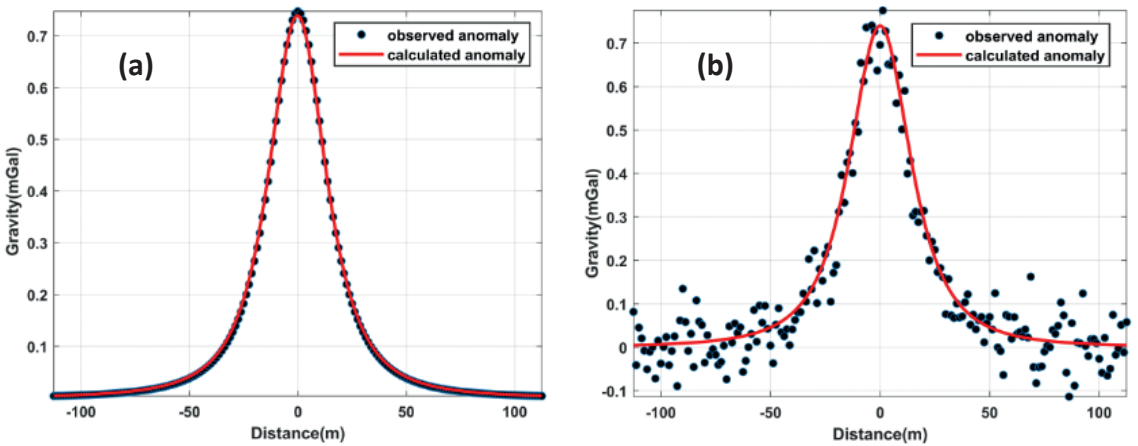 (a)
observed anomaly
calculated anomaly
Gravity(mGal)
0.7
0.6
0.5
0.4
0.3
0.2
0.1
-100 -50 0 50 100
Distance(m)
(b)
observed anomaly
calculated anomaly
Gravity(mGal)
0.7
0.6
0.5
0.4
0.3
0.2
0.1
0
-0.1
-100 -50 0 50 100
Distance(m)